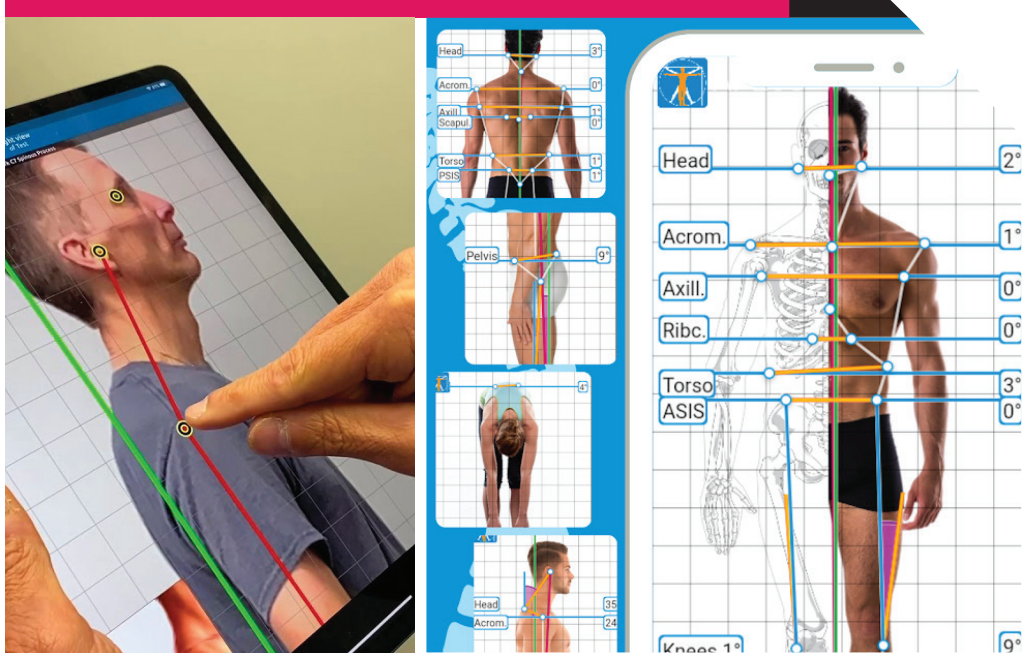 ght view
of Test
& C7 Spinous Process
Head 3°
Acrom. 0°
Axill. 1°
Scapul. 0°
Torso 1°
PSIS 1°
Pelvis 9°
4°
Head 35
Acrom. 24
Head 2°
Acrom. 1°
Axill. 0°
Ribc. 0°
Torso 3°
ASIS 0°
Knees 1° 9°